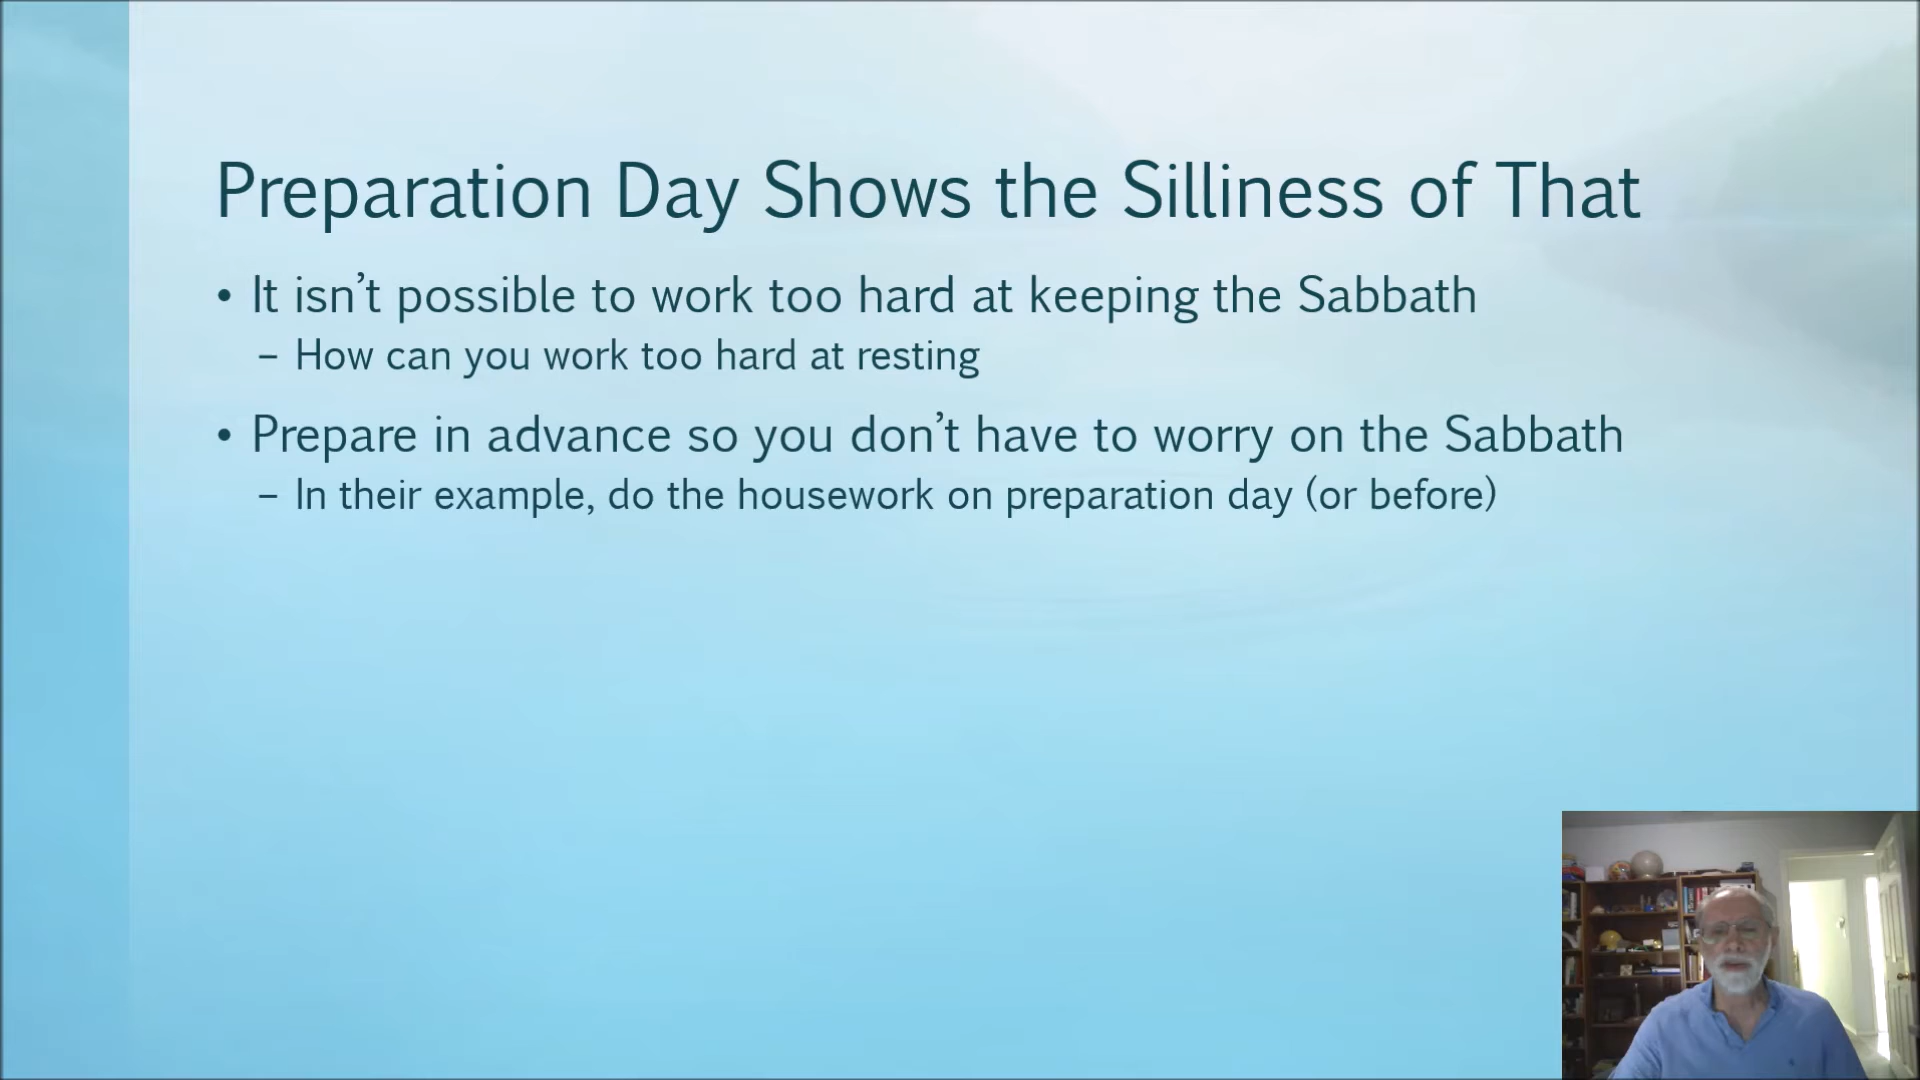 Preparation Day Shows the Silliness of That
• It isn’t possible to work too hard at keeping the Sabbath
– How can you work too hard at resting
• Prepare in advance so you don’t have to worry on the Sabbath
– In their example, do the housework on preparation day (or before)